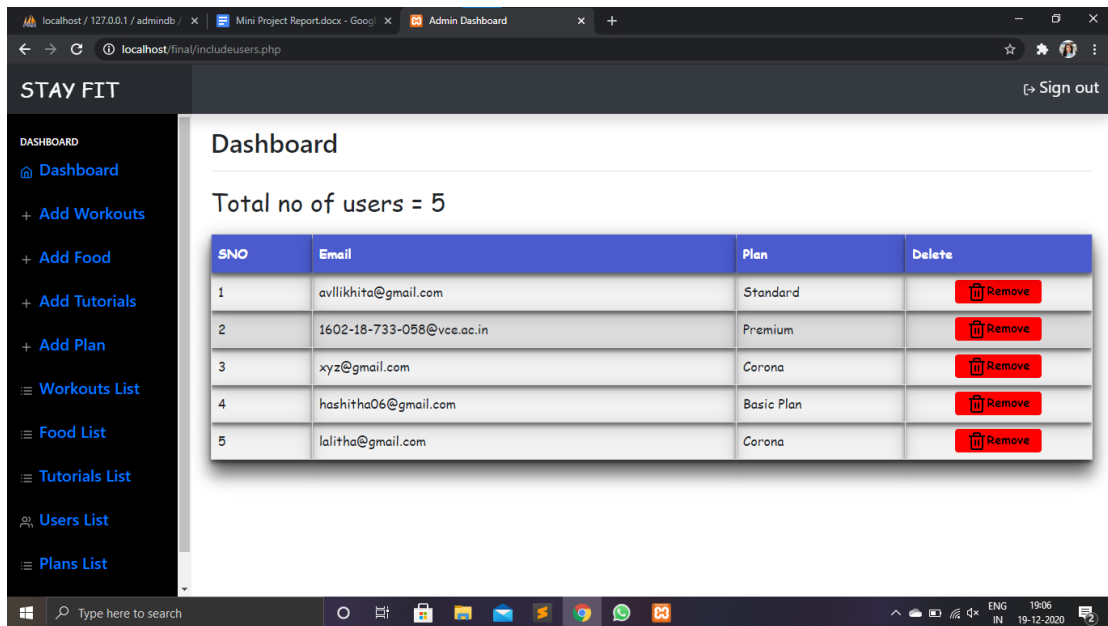 localhost / 127.0.0.1 / admindb /
Mini Project Report.docx - Googl
Admin Dashboard
localhost/final/includeusers.php
STAY FIT
Sign out
DASHBOARD
Dashboard
Add Workouts
Add Food
Add Tutorials
Add Plan
Workouts List
Food List
Tutorials List
Users List
Plans List
Dashboard
Total no of users = 5
SNO Email Plan Delete
1 avllikhita@gmail.com Standard Remove
2 1602-18-733-058@vce.ac.in Premium Remove
3 xyz@gmail.com Corona Remove
4 hashitha06@gmail.com Basic Plan Remove
5 lalitha@gmail.com Corona Remove
Type here to search
ENG 19:06
IN 19-12-2020
2